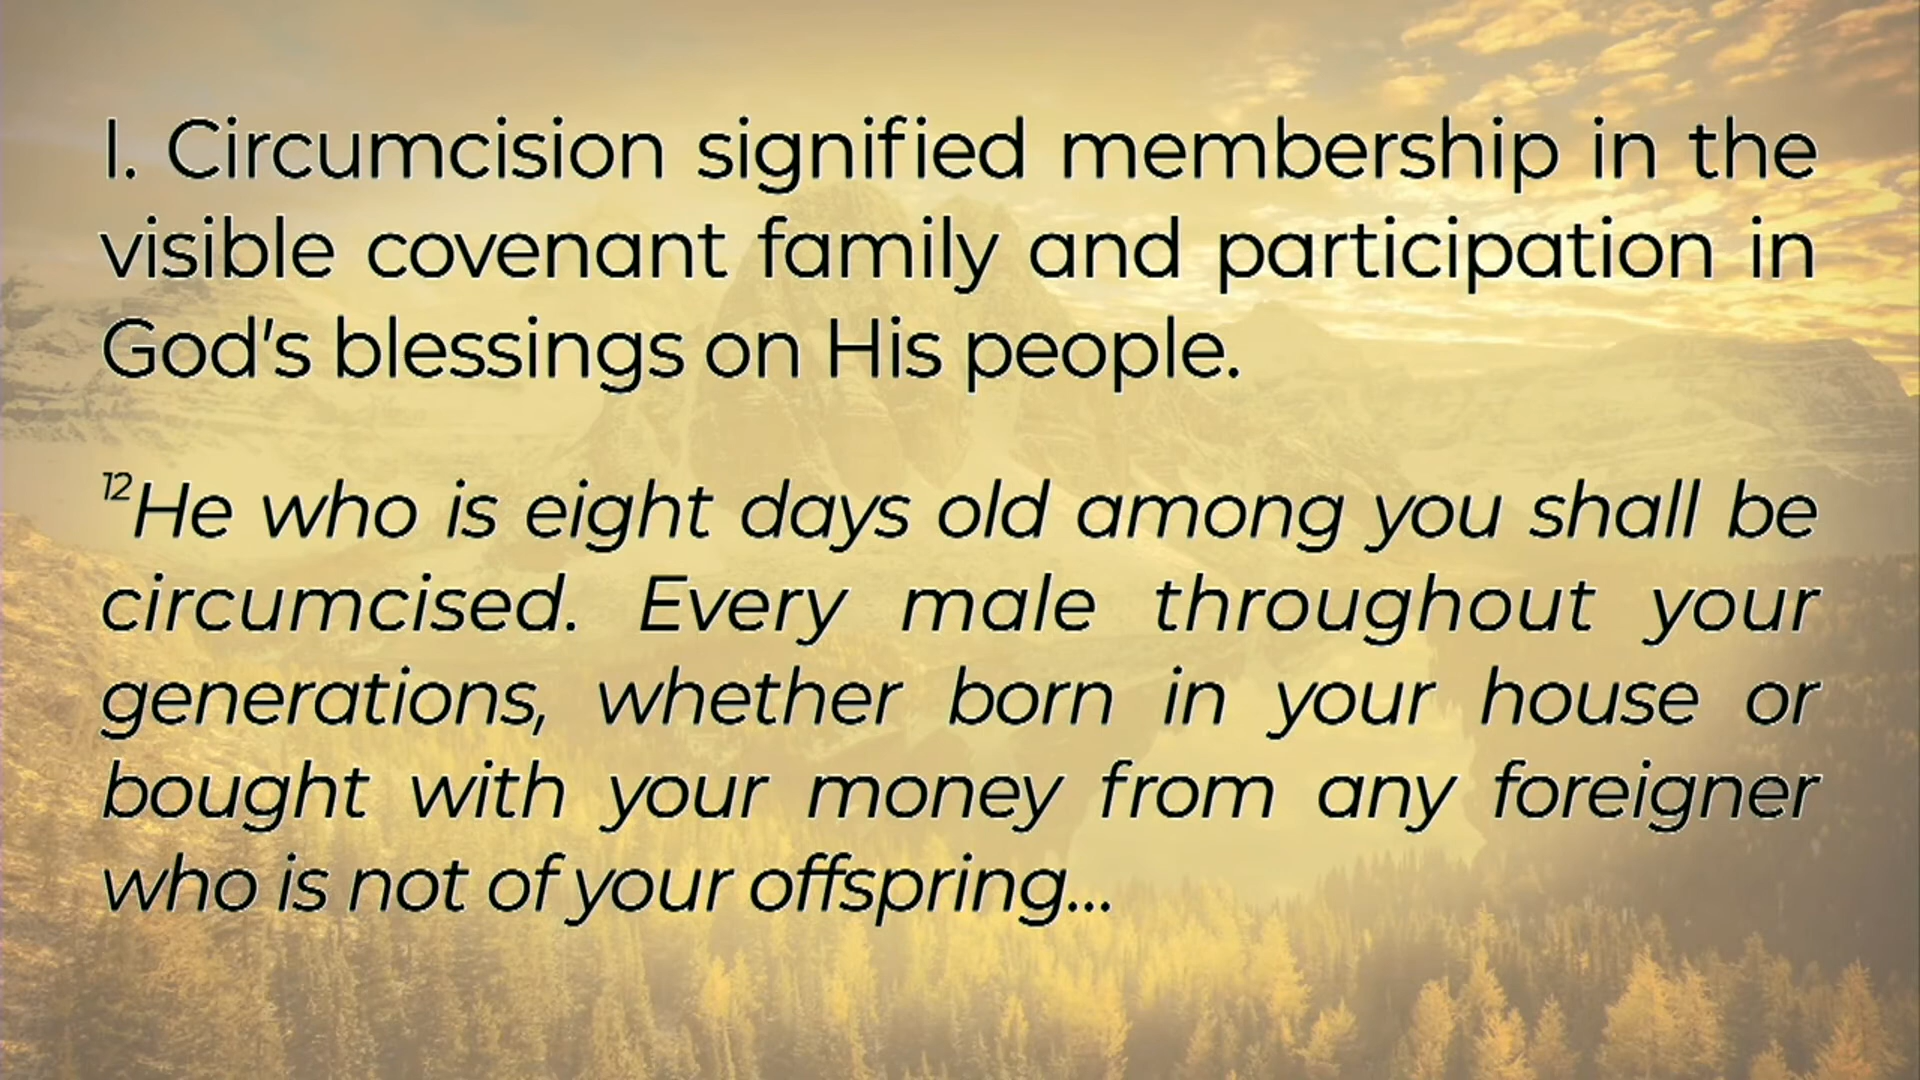 I. Circumcision signified membership in the
visible covenant family and participation in
God's blessings on His people.
12He who is eight days old among you shall be
circumcised. Every male throughout your
generations, whether born in your house or
bought with your money from any foreigner
who is not of your offspring...